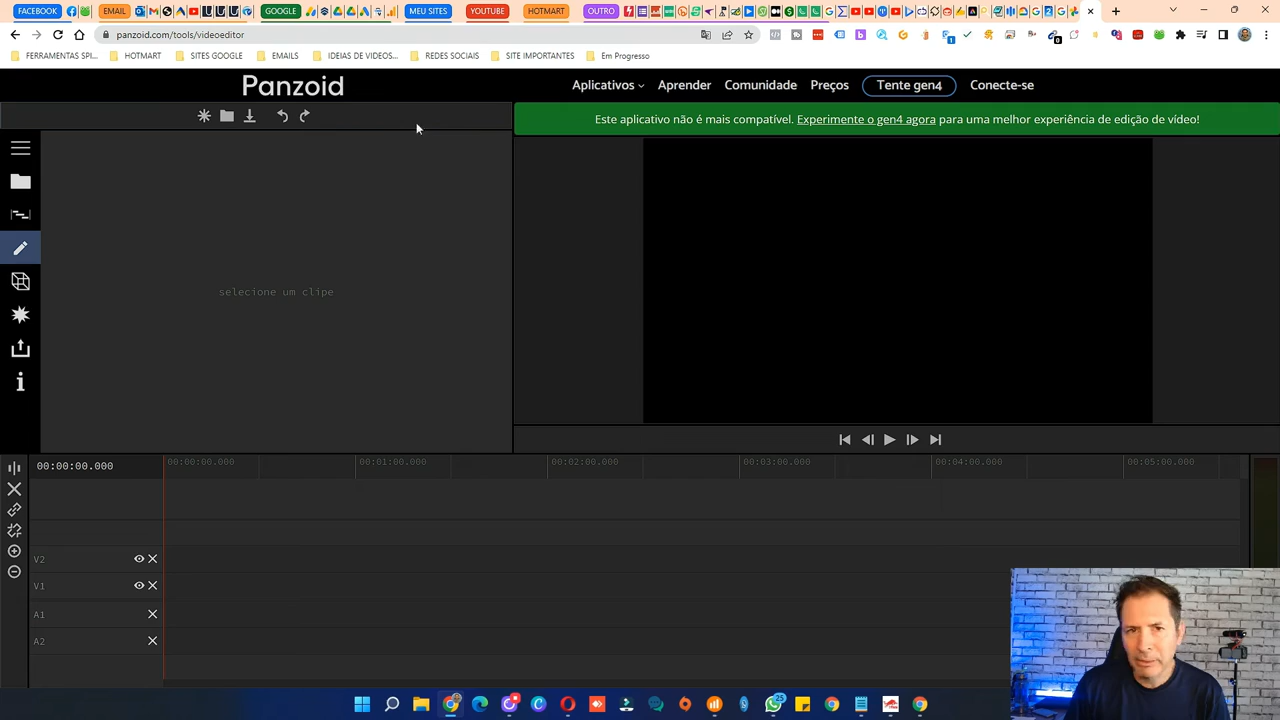 FACEBOOK
EMAIL
GOOGLE
MEU SITES
YOUTUBE
HOTMART
OUTRO
panzoid.com/tools/videoeditor
FERRAMENTAS SPI...
HOTMART
SITES GOOGLE
EMAILS
IDEIAS DE VIDEOS...
REDES SOCIAIS
SITE IMPORTANTES
Em Progresso
Panzoid
Aplicativos
Aprender
Comunidade
Preços
Tente gen4
Conecte-se
Este aplicativo não é mais compatível. Experimente o gen4 agora para uma melhor experiência de edição de vídeo!
selecione um clipe
00:00:00.000
00:00:00.000
00:01:00.000
00:02:00.000
00:03:00.000
00:04:00.000
00:05:00.000
V2
V1
A1
A2
25